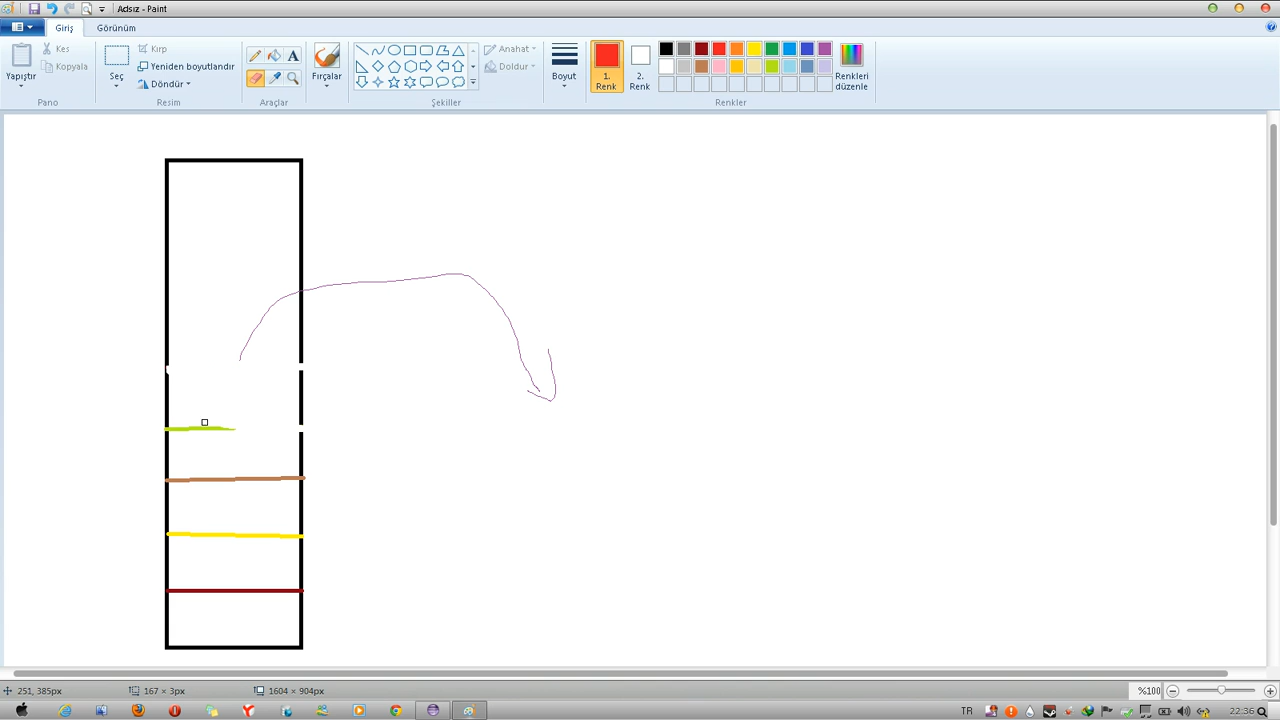 Adsız - Paint
Giriş
Görünüm
Yapıştır
Kes
Kopyala
Pano
Seç
Kırp
Yeniden boyutlandır
Döndür
Resim
A
Araçlar
Fırçalar
Anahat
Doldur
Şekiller
Boyut
1. Renk
2. Renk
Renkleri düzenle
Renkler
251, 385px
167 × 3px
1604 × 904px
%100
TR
22:36